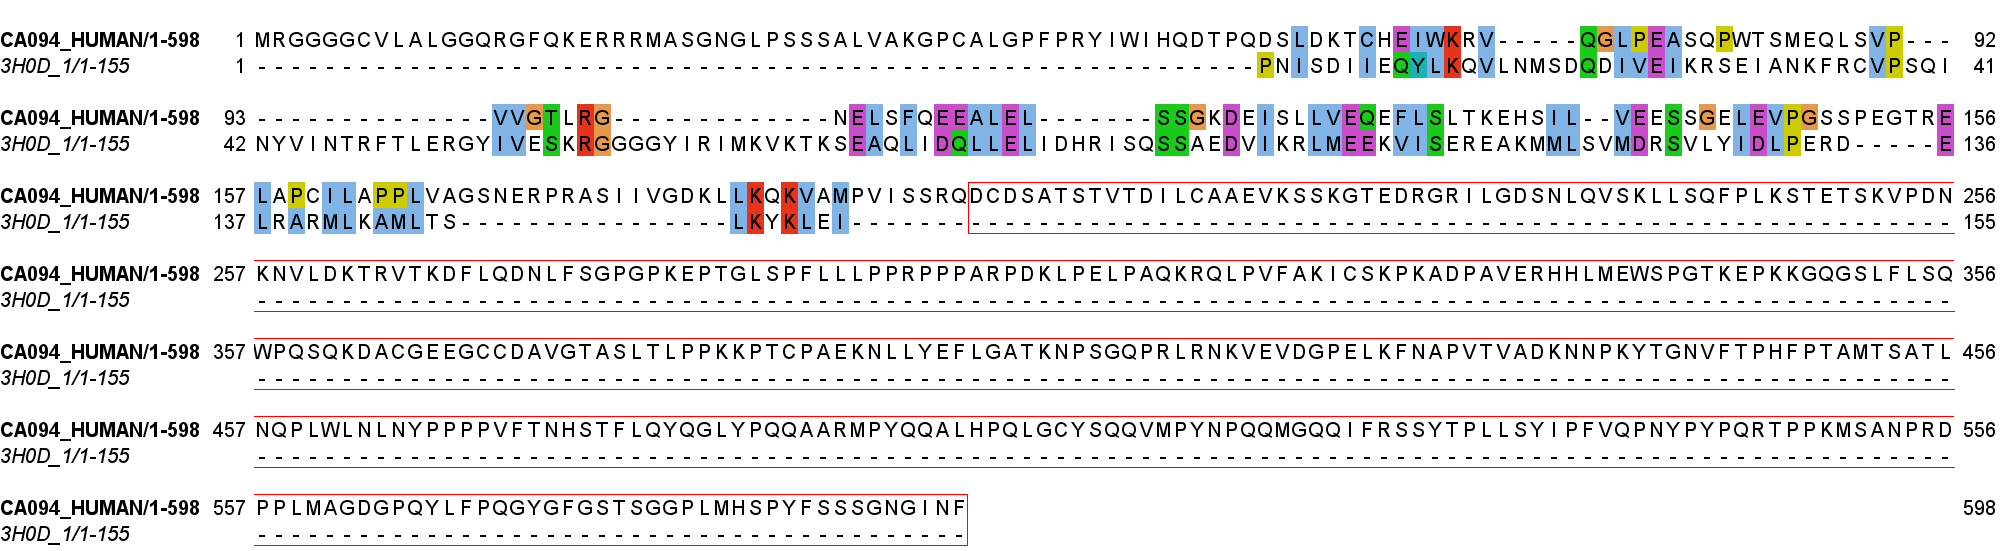 CA094_HUMAN/1-598 1 MRGGGGCVLALGGQRGFQKERRRMASGNGLPSSSALVAKGPCALGPFPRYIWIHQDTPQDSLDKTCHEIWKRV-----QGLPEASQPWTSMEQLSVP--- 92
3H0D_1/1-155 1 -----------------------------------------------------------PNISDIIEQYLKQVLNMSDQDIVEIKRSEIANKFRCVPSQI 41
CA094_HUMAN/1-598 93 --------------VVGTLRG-------------NELSFQEEALEL-------SSGKDEISLLVEQEFLSLTKEHSIL--VEESSGELEVPGSSPEGTRE 156
3H0D_1/1-155 42 NYVINTRFTLERGYIVESKRGGGGYIRIMKVKTKSEAQLIDQLLELIDHRISQSSAEDVIKRLMEEKVISEREAKMMLSVMDRSVLYIDLPERD-----E 136
CA094_HUMAN/1-598 157 LAPCILAPPLVAGSNERPRASIIVGDKLLKQKVAMPVISSRQDCDSATSTVTDILCAAEVKSSKGTEDRGRILGDSNLQVSKLLSQFPLKSTETSKVPDN 256
3H0D_1/1-155 137 LRARMLKAMLTS----------------LKYKLEI----------------------------------------------------------------- 155
CA094_HUMAN/1-598 257 KNVLDKTRVTKDFLQDNLFSGPGPKEPTGLSPFLLLPPRPPPARPDKLPELPAQKRQLPVFAKICSKPKADPAVERHHLMEWSPGTKEPKKGQGSLFLSQ 356
3H0D_1/1-155 ----------------------------------------------------------------------------------------------------
CA094_HUMAN/1-598 357 WPQSQKDACGEEGCCDAVGTASLTLPPKKPTCPAEKNLLYEFLGATKNPSGQPRLRNKVEVDGPELKFNAPVTVADKNNPKYTGNVFTPHFPTAMTSATL 456
3H0D_1/1-155 ----------------------------------------------------------------------------------------------------
CA094_HUMAN/1-598 457 NQPLWLNLNYPPPPVFTNHSTFLQYQGLYPQQAARMPYQQALHPQLGCYSQQVMPYNPQQMGQQIFRSSYTPLLSYIPFVQPNYPYPQRTPPKMSANPRD 556
3H0D_1/1-155 ----------------------------------------------------------------------------------------------------
CA094_HUMAN/1-598 557 PPLMAGDGPQYLFPQGYGFGSTSGGPLMHSPYFSSSGNGINF 598
3H0D_1/1-155 ------------------------------------------